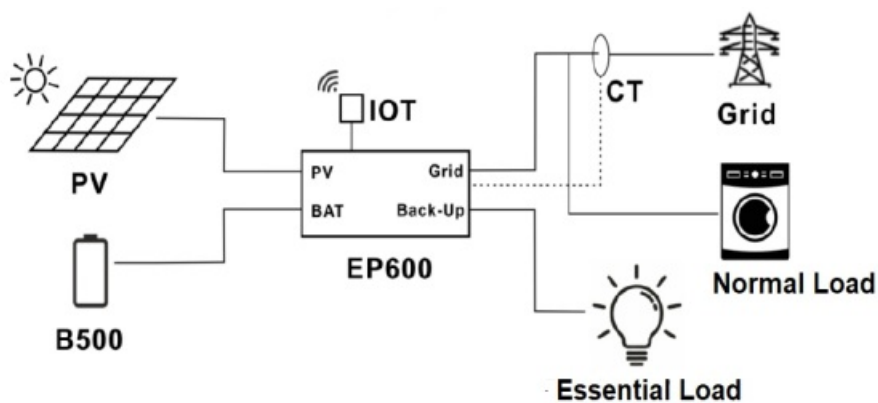 IOT
CT
Grid
PV
PV
Grid
BAT
Back-Up
EP600
B500
Normal Load
Essential Load